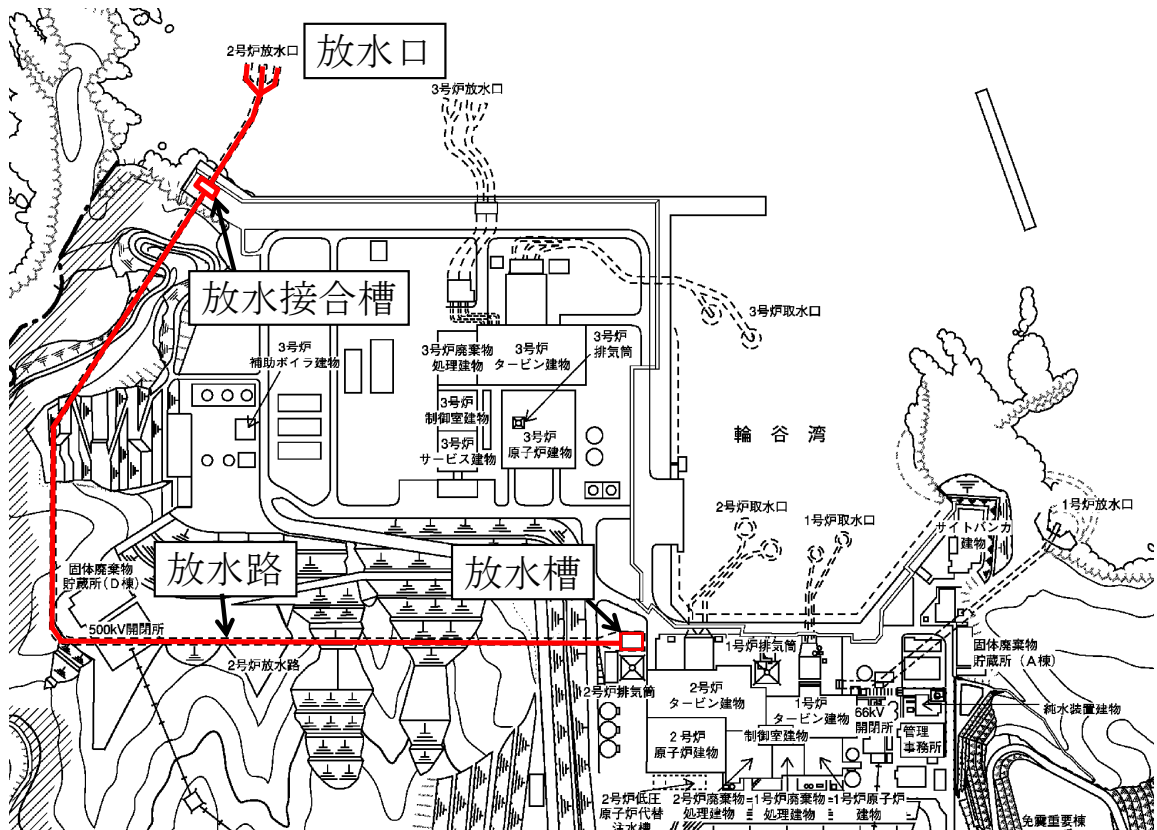 2号炉放水口
放水口
3号炉放水口
放水接合槽
3号炉取水口
3号炉
補助ボイラ建物
3号炉廃棄物
処理建物
3号炉
タービン建物
3号炉
排気筒
3号炉
制御室建物
3号炉
原子炉建物
3号炉
サービス建物
輪谷湾
2号炉取水口
1号炉取水口
サイトバンカ
建物
1号炉放水口
放水路
放水槽
固体廃棄物
貯蔵所(D棟)
500kV開閉所
2号炉放水路
2号炉排気筒
1号炉排気筒
固体廃棄物
貯蔵所(A棟)
2号炉
タービン建物
1号炉
タービン建物
66kV
開閉所
純水装置建物
2号炉
原子炉建物
制御室建物
管理
事務所
2号炉低圧
原子炉代替
注水槽
2号炉廃棄物
処理建物
1号炉廃棄物
処理建物
1号炉原子炉
建物
免震重要棟